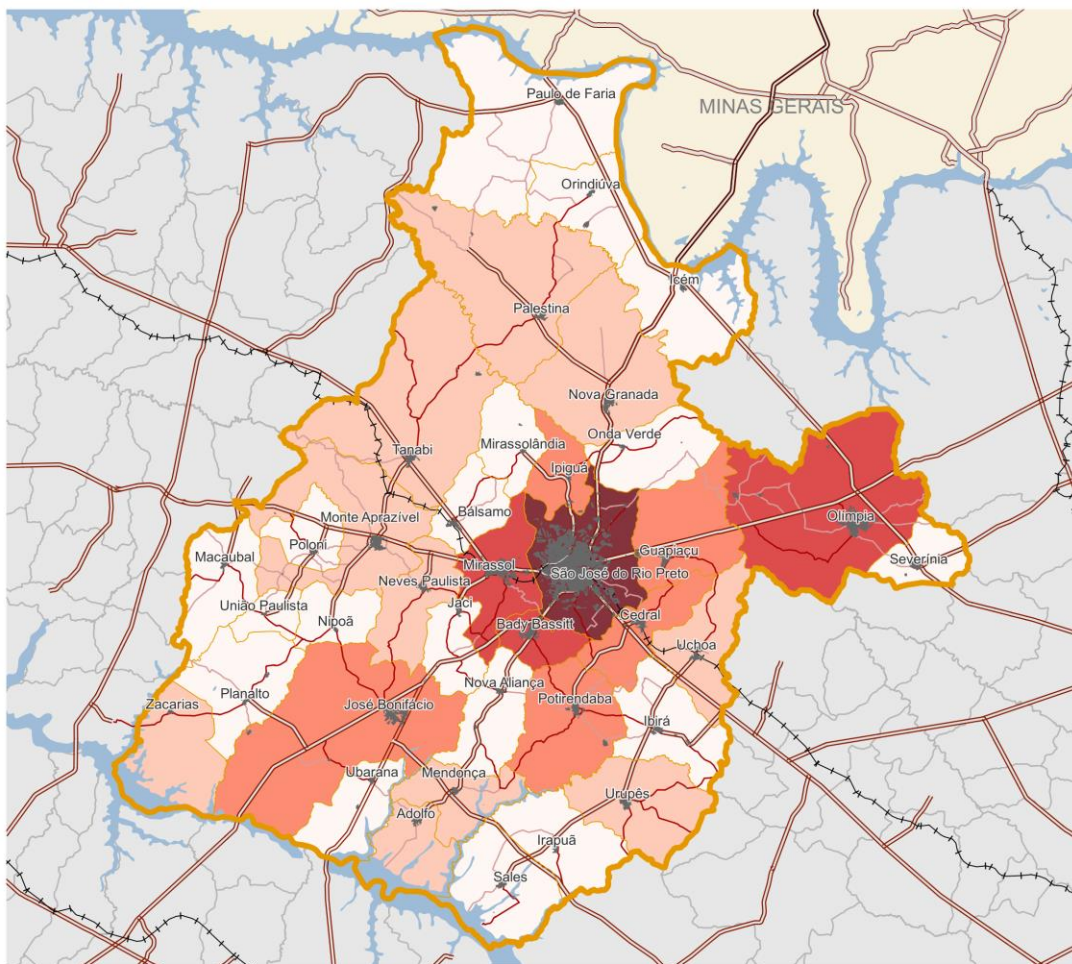 Paulo de Faria
MINAS GERAIS
Orindiúva
Icém
Palestina
Nova Granada
Mirassolândia
Onda Verde
Tanabi
Ipiguá
Bálsamo
Monte Aprazível
Olímpia
Poloni
Macaubal
Guapiaçu
Severínia
Mirassol
São José do Rio Preto
Neves Paulista
Jaci
União Paulista
Nipoã
Cedral
Bady Bassitt
Uchoa
Nova Aliança
Planalto
Potirendaba
Zacarias
José Bonifácio
Ibirá
Ubarana
Mendonça
Urupês
Adolfo
Irapuã
Sales